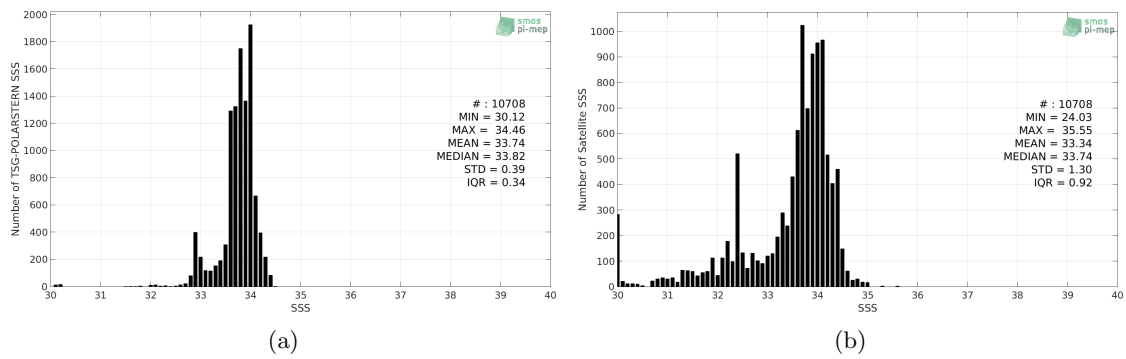 smos
pi-mep
Number of TSG-POLARSTERN SSS
2000
1800
1600
1400
1200
1000
800
600
400
200
0
# : 10708
MIN = 30.12
MAX = 34.46
MEAN = 33.74
MEDIAN = 33.82
STD = 0.39
IQR = 0.34
30 31 32 33 34 35 36 37 38 39 40
SSS
(a)
smos
pi-mep
Number of Satellite SSS
1000
900
800
700
600
500
400
300
200
100
0
# : 10708
MIN = 24.03
MAX = 35.55
MEAN = 33.34
MEDIAN = 33.74
STD = 1.30
IQR = 0.92
30 31 32 33 34 35 36 37 38 39 40
SSS
(b)